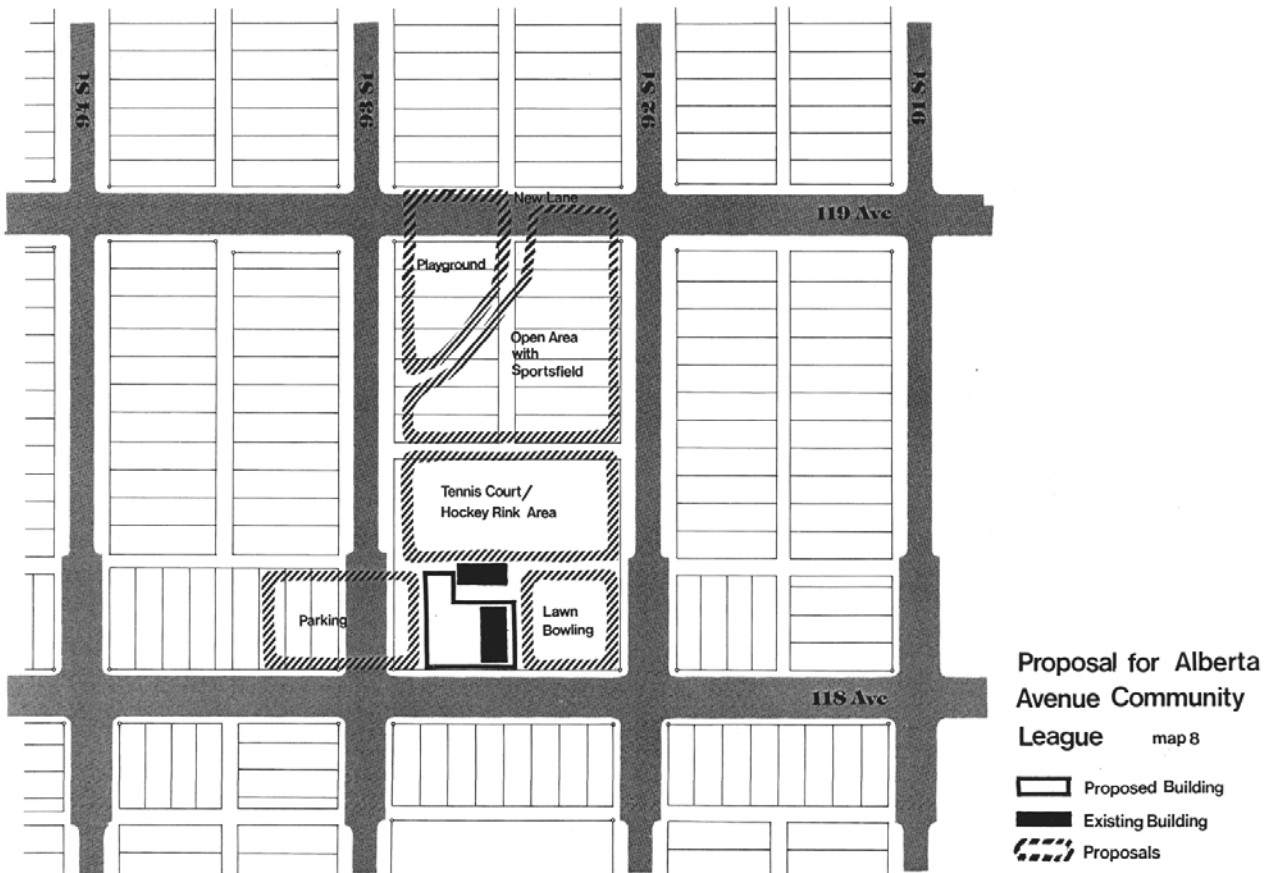 94 St
93 St
92 St
91 St
New Lane
119 Ave
Playground
Open Area
with
Sportsfield
Tennis Court/
Hockey Rink Area
Parking
Lawn
Bowling
118 Ave
Proposal for Alberta
Avenue Community
League map 8
Proposed Building
Existing Building
Proposals